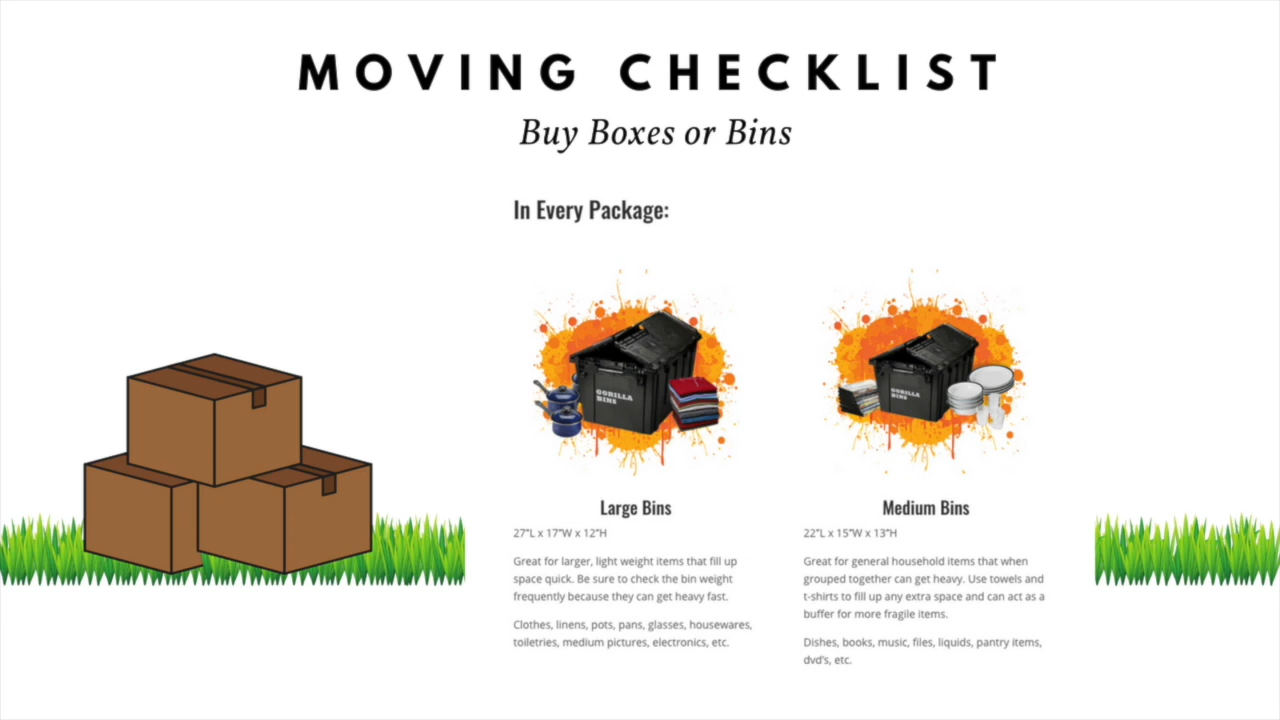 MOVING CHECKLIST
Buy Boxes or Bins
In Every Package:
GORILLA
BINS
GORILLA
BINS
Large Bins
27"L x 17"W x 12"H
Great for larger, light weight items that fill up
space quick. Be sure to check the bin weight
frequently because they can get heavy fast.
Clothes, linens, pots, pans, glasses, housewares,
toiletries, medium pictures, electronics, etc.
Medium Bins
22"L x 15"W x 13"H
Great for general household items that when
grouped together can get heavy. Use towels and
t-shirts to fill up any extra space and can act as a
buffer for more fragile items.
Dishes, books, music, files, liquids, pantry items,
dvd's, etc.